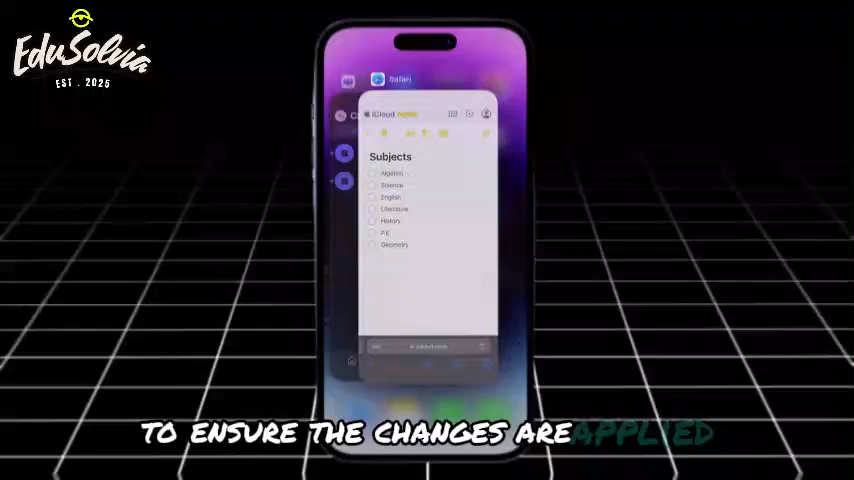 EduSolvia
EST . 2025
Safari
iCloud Notes
Subjects
Algebra
Science
English
Literature
History
P.E
Geometry
TO ENSURE THE CHANGES ARE APPLIED